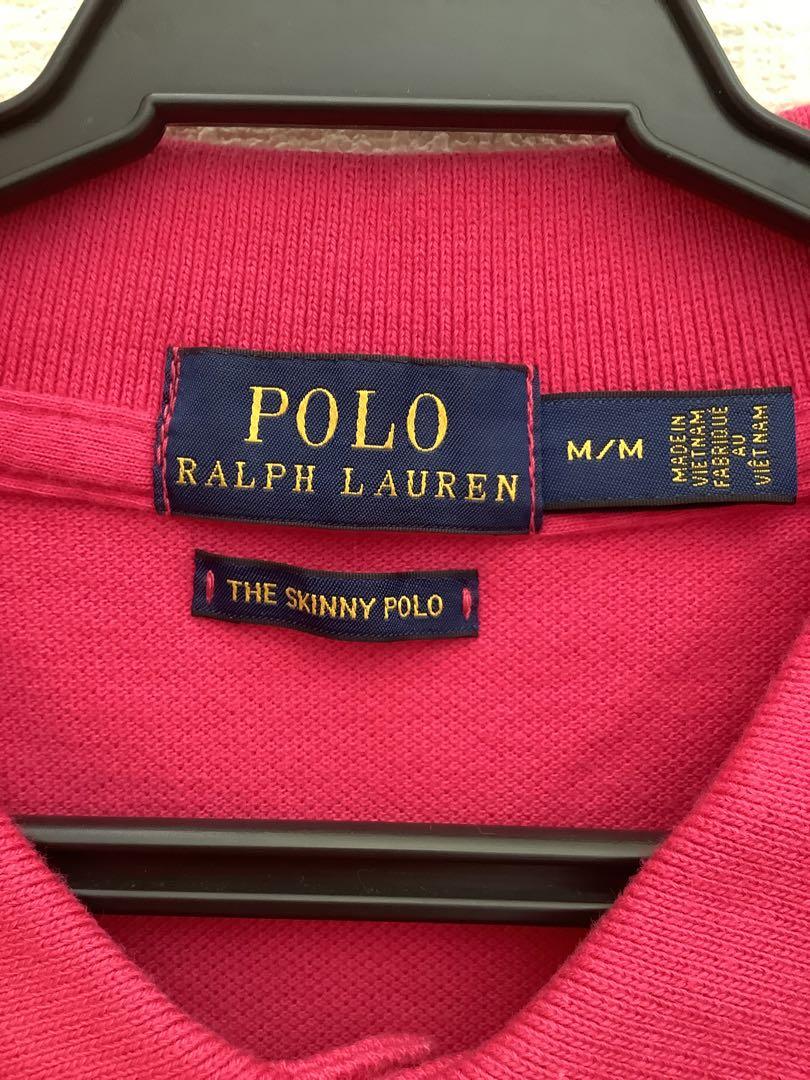 POLO
RALPH LAUREN
M/M
MADE IN
VIETNAM
FABRIQUÉ
AU
VIÊT NAM
THE SKINNY POLO